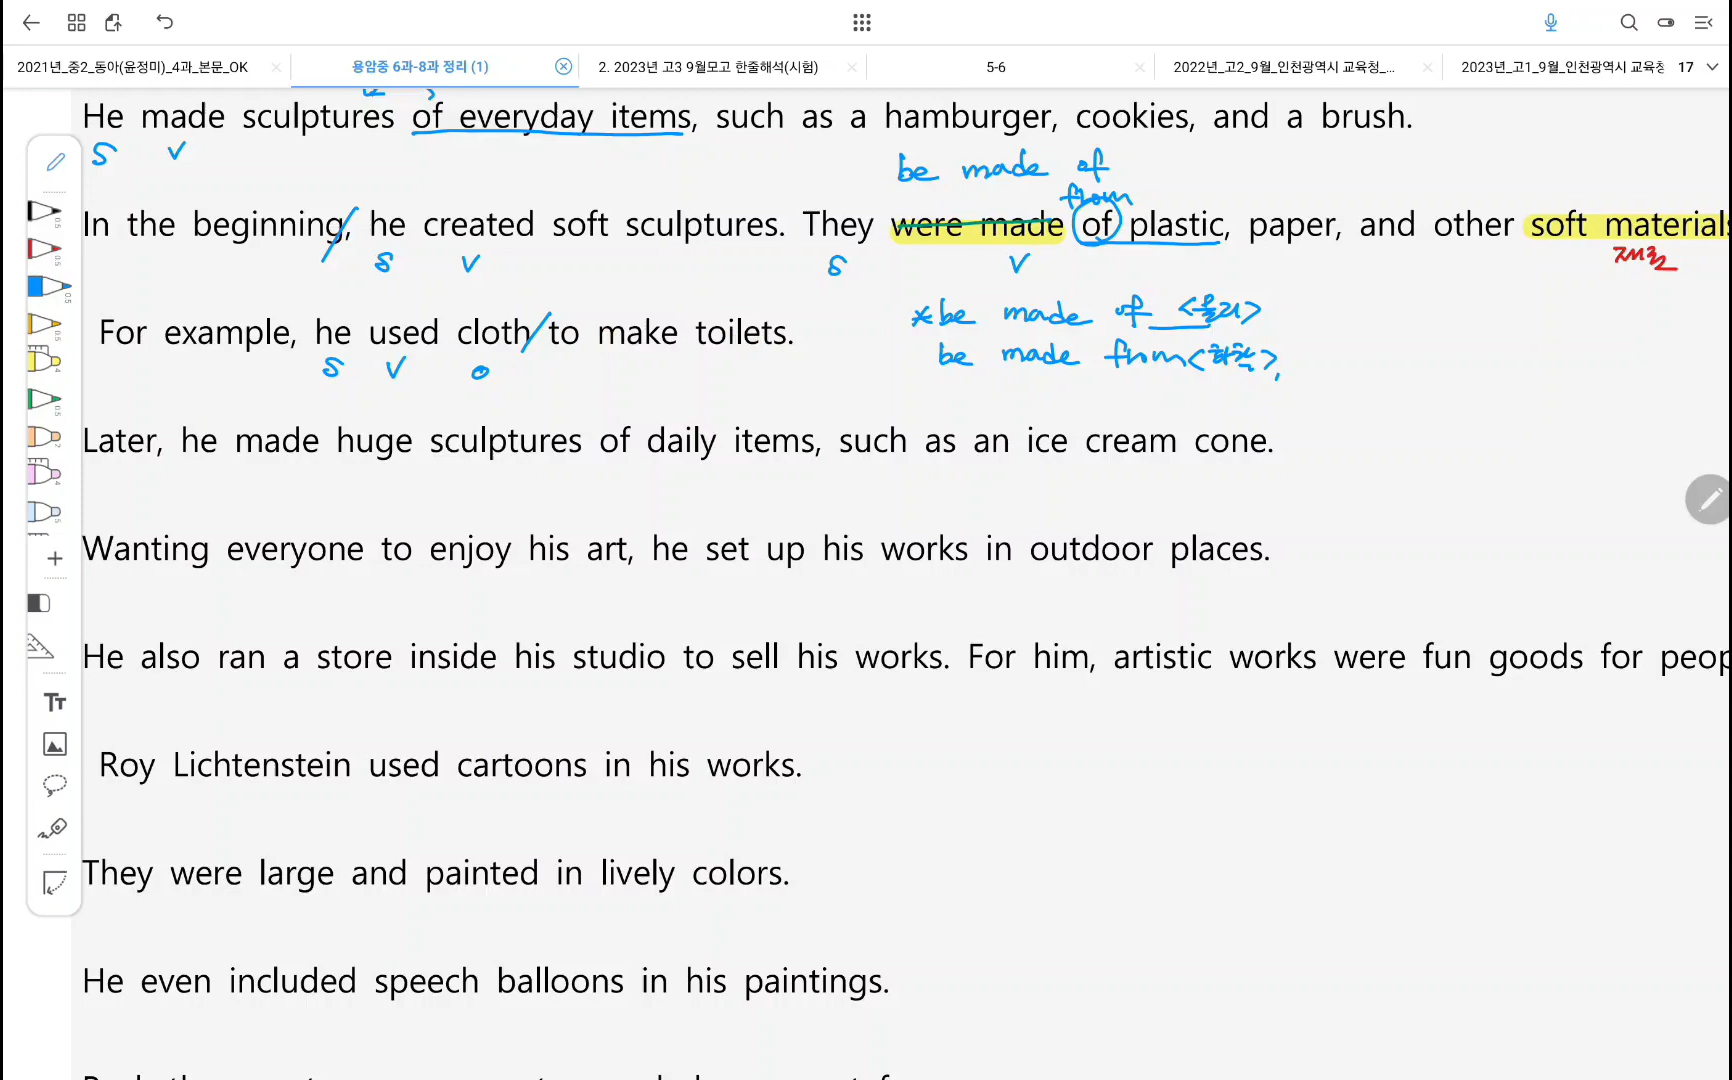 2021년_중2_동아(윤정미)_4과_본문_OK
용암중 6과-8과 정리 (1)
2. 2023년 고3 9월모고 한줄해석(시험)
5-6
2022년_고2_9월_인천광역시 교육청_...
2023년_고1_9월_인천광역시 교육청
17
He made sculptures of everyday items, such as a hamburger, cookies, and a brush.
S V
be made of
from
In the beginning, he created soft sculptures. They were made of plastic, paper, and other soft materials
S V S V 재료
*be made of <물리>
For example, he used cloth to make toilets.
be made from <화학>
S V O
Later, he made huge sculptures of daily items, such as an ice cream cone.
Wanting everyone to enjoy his art, he set up his works in outdoor places.
He also ran a store inside his studio to sell his works. For him, artistic works were fun goods for peop
Roy Lichtenstein used cartoons in his works.
They were large and painted in lively colors.
He even included speech balloons in his paintings.